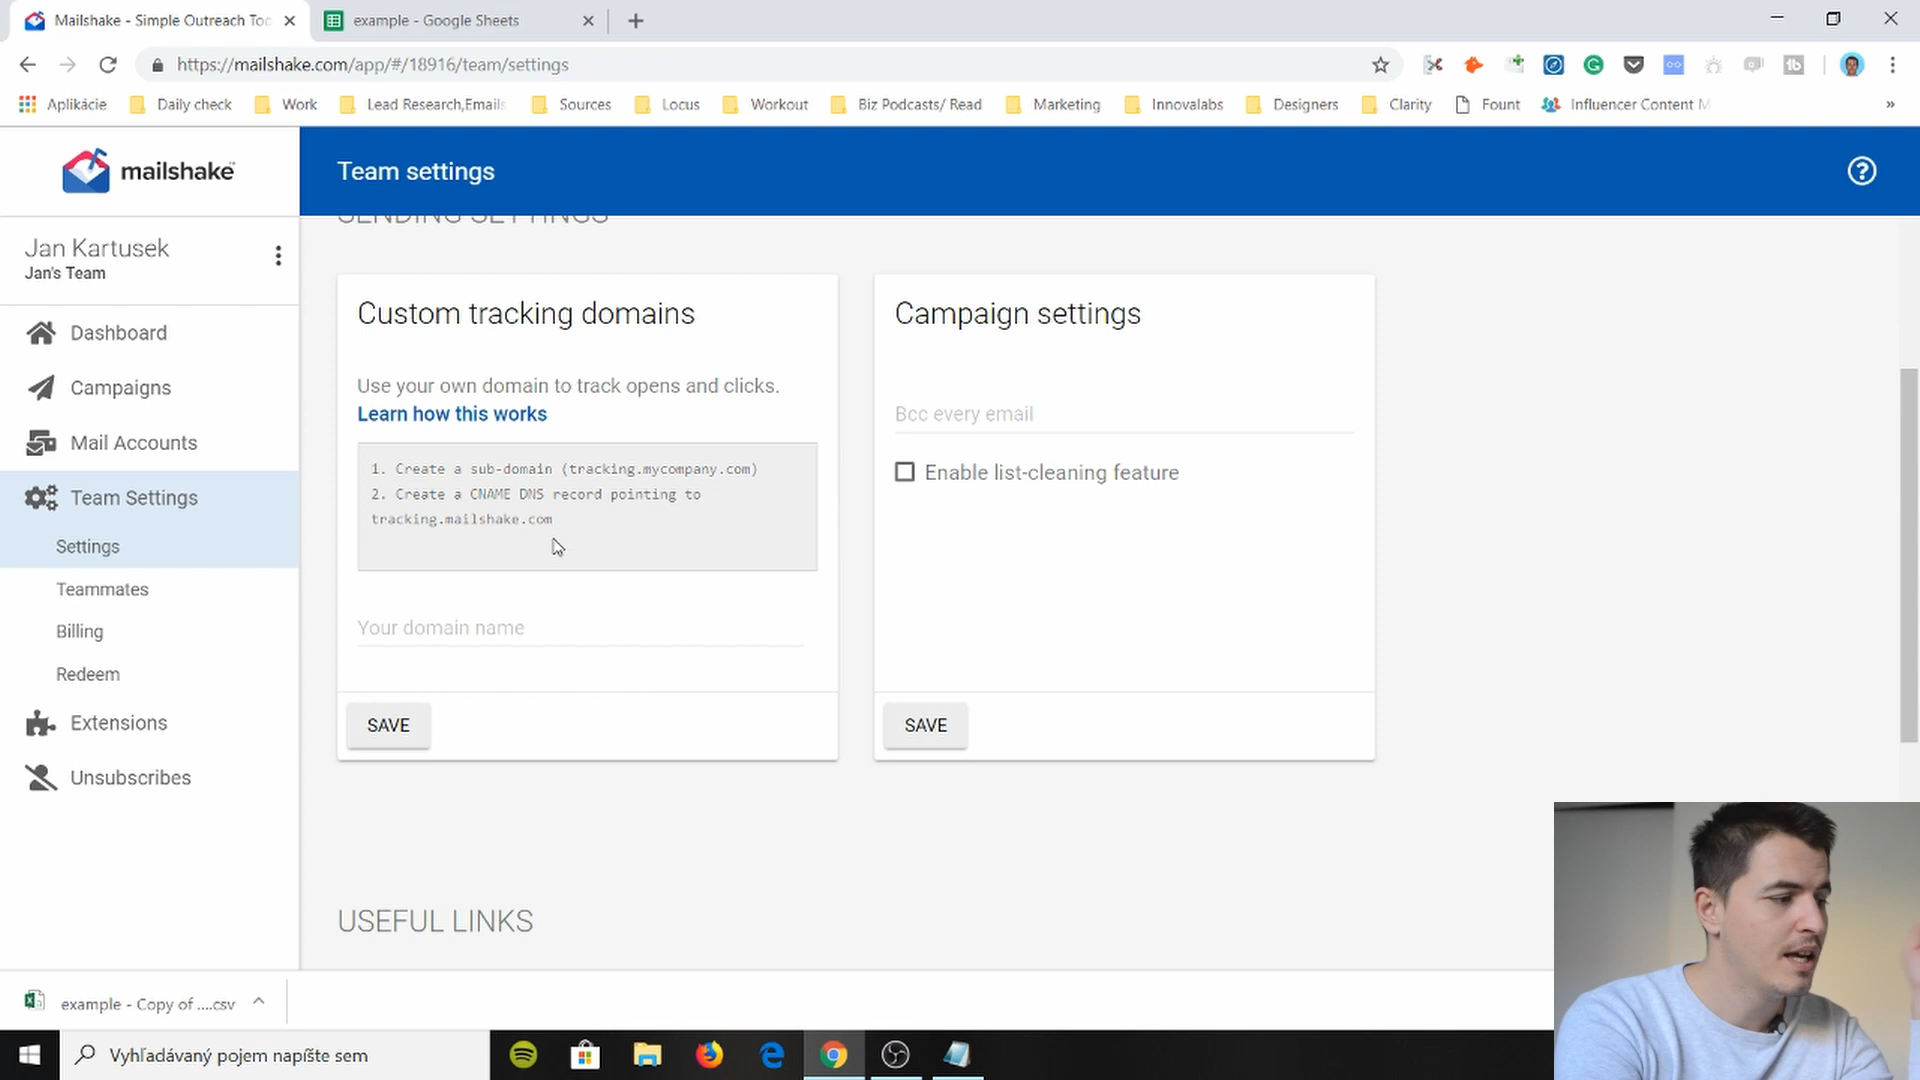 Mailshake - Simple Outreach Too
example - Google Sheets
https://mailshake.com/app/#/18916/team/settings
Aplikácie
Daily check
Work
Lead Research,Emails
Sources
Locus
Workout
Biz Podcasts/ Read
Marketing
Innovalabs
Designers
Clarity
Fount
Influencer Content M
»
mailshake
Team settings
Jan Kartusek
Jan's Team
Dashboard
Campaigns
Mail Accounts
Team Settings
Settings
Teammates
Billing
Redeem
Extensions
Unsubscribes
SENDING SETTINGS
Custom tracking domains
Use your own domain to track opens and clicks.
Learn how this works
1. Create a sub-domain (tracking.mycompany.com)
2. Create a CNAME DNS record pointing to
tracking.mailshake.com
Your domain name
SAVE
Campaign settings
Bcc every email
Enable list-cleaning feature
SAVE
USEFUL LINKS
example - Copy of ....csv
Vyhľadávaný pojem napíšte sem